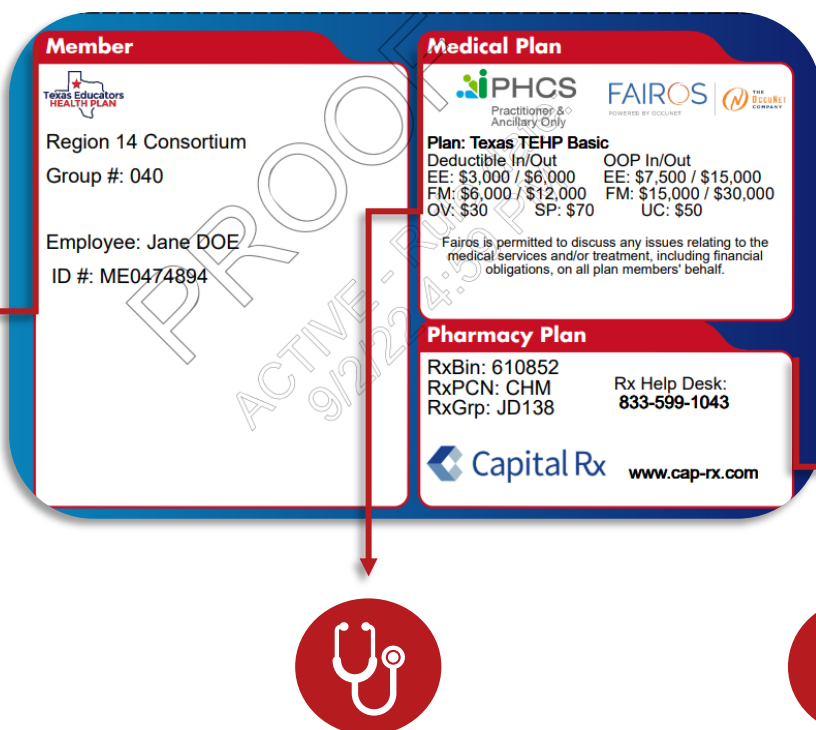 Member
Texas Educators
HEALTH PLAN
Region 14 Consortium
Group #: 040
Employee: Jane DOE
ID #: ME0474894
Medical Plan
PHCS
Practitioner &
Ancillary Only
FAIROS
POWERED BY OCCUNET
THE
OCCUNET
COMPANY
Plan: Texas TEHP Basic
Deductible In/Out OOP In/Out
EE: $3,000 / $6,000 EE: $7,500 / $15,000
FM: $6,000 / $12,000 FM: $15,000 / $30,000
OV: $30 SP: $70 UC: $50
Fairos is permitted to discuss any issues relating to the
medical services and/or treatment, including financial
obligations, on all plan members' behalf.
Pharmacy Plan
RxBin: 610852
RxPCN: CHM
RxGrp: JD138
Rx Help Desk:
833-599-1043
Capital Rx
www.cap-rx.com
PROOF
ACTIVE -
9/2/22 4:59